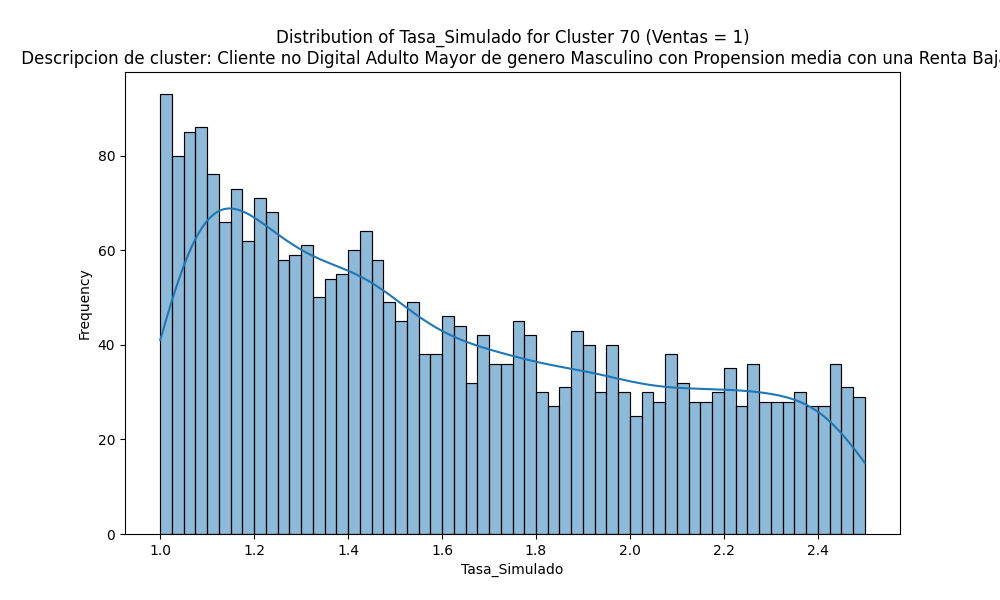 Distribution of Tasa_Simulado for Cluster 70 (Ventas = 1)
Descripcion de cluster: Cliente no Digital Adulto Mayor de genero Masculino con Propension media con una Renta
Frequency
80
60
40
20
0
1.0 1.2 1.4 1.6 1.8 2.0 2.2 2.4
Tasa_Simulado